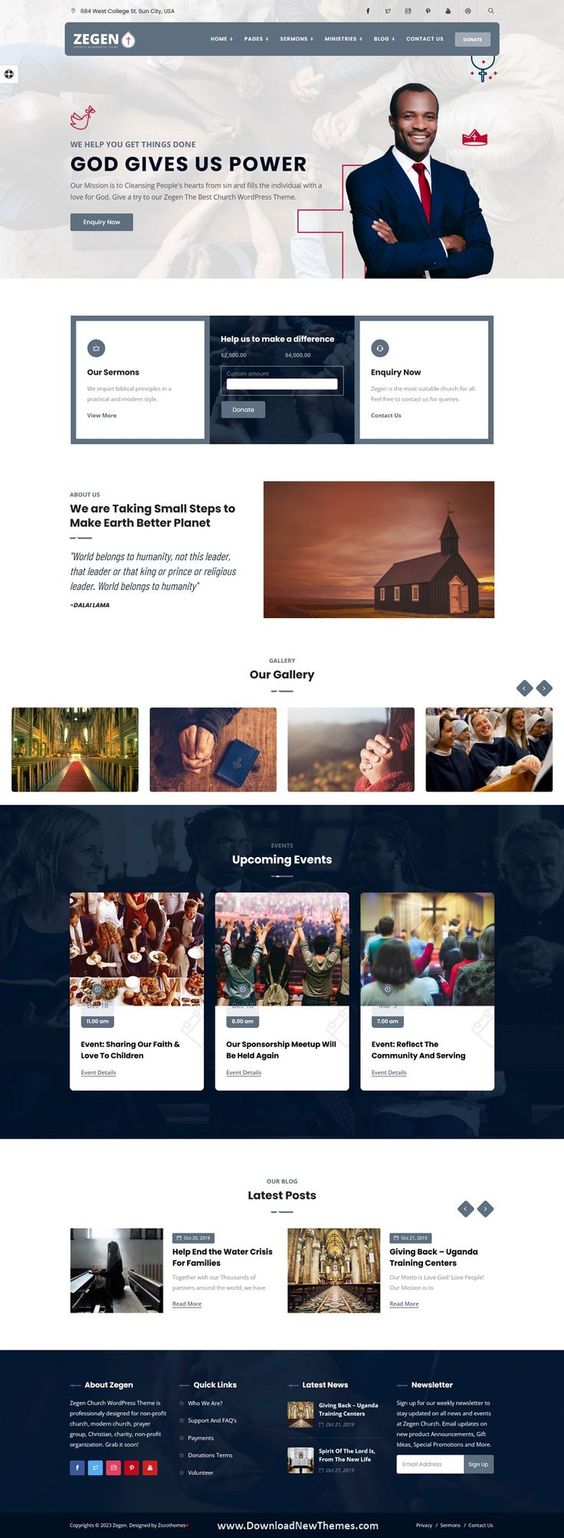 684 West College St. Sun City, USA
ZEGEN
HOME + PAGES + SERMONS + MINISTRIES + BLOG + CONTACT US DONATE
WE HELP YOU GET THINGS DONE
GOD GIVES US POWER
Our Mission is to Cleansing People's hearts from sin and fills the individual with a
love for God. Give a try to our Zegen The Best Church WordPress Theme.
Enquiry Now
Our Sermons
We impart biblical principles in a
practical and modern style.
View More
Help us to make a difference
$2,000.00 $4,000.00
Custom amount
Donate
Enquiry Now
Zegen is the most suitable church for all.
Feel free to contact us for queries.
Contact Us
ABOUT US
We are Taking Small Steps to
Make Earth Better Planet
"World belongs to humanity, not this leader,
that leader or that king or prince or religious
leader. World belongs to humanity"
-DALAI LAMA
GALLERY
Our Gallery
EVENTS
Upcoming Events
11.00 am
Event: Sharing Our Faith &
Love To Children
Event Details
8.00 am
Our Sponsorship Meetup Will
Be Held Again
Event Details
7.00 am
Event: Reflect The
Community And Serving
Event Details
OUR BLOG
Latest Posts
Oct 20, 2019
Help End the Water Crisis
For Families
Together with our Thousands of
partners around the world, we have
Read More
Oct 21, 2019
Giving Back – Uganda
Training Centers
Our Motto is Love God! Love People!
Our Mission is to
Read More
About Zegen
Zegen Church WordPress Theme is
professionaly designed for non-profit
church, modern church, prayer
group, Christian, charity, non-profit
organization. Grab it soon!
Quick Links
Who We Are?
Support And FAQ's
Payments
Donations Terms
Volunteer
Latest News
Giving Back – Uganda
Training Centers
Oct 21, 2019
Spirit Of The Lord Is,
From The New Life
Oct 21, 2019
Newsletter
Sign up for our weekly newsletter to
stay updated on all news and events
at Zegen Church. Email updates on
new product Announcements, Gift
Ideas, Special Promotions and More.
Email Address Sign Up
Copyrights © 2023 Zegen. Designed by Zozothemes
www.DownloadNewThemes.com
Privacy / Sermons / Contact Us